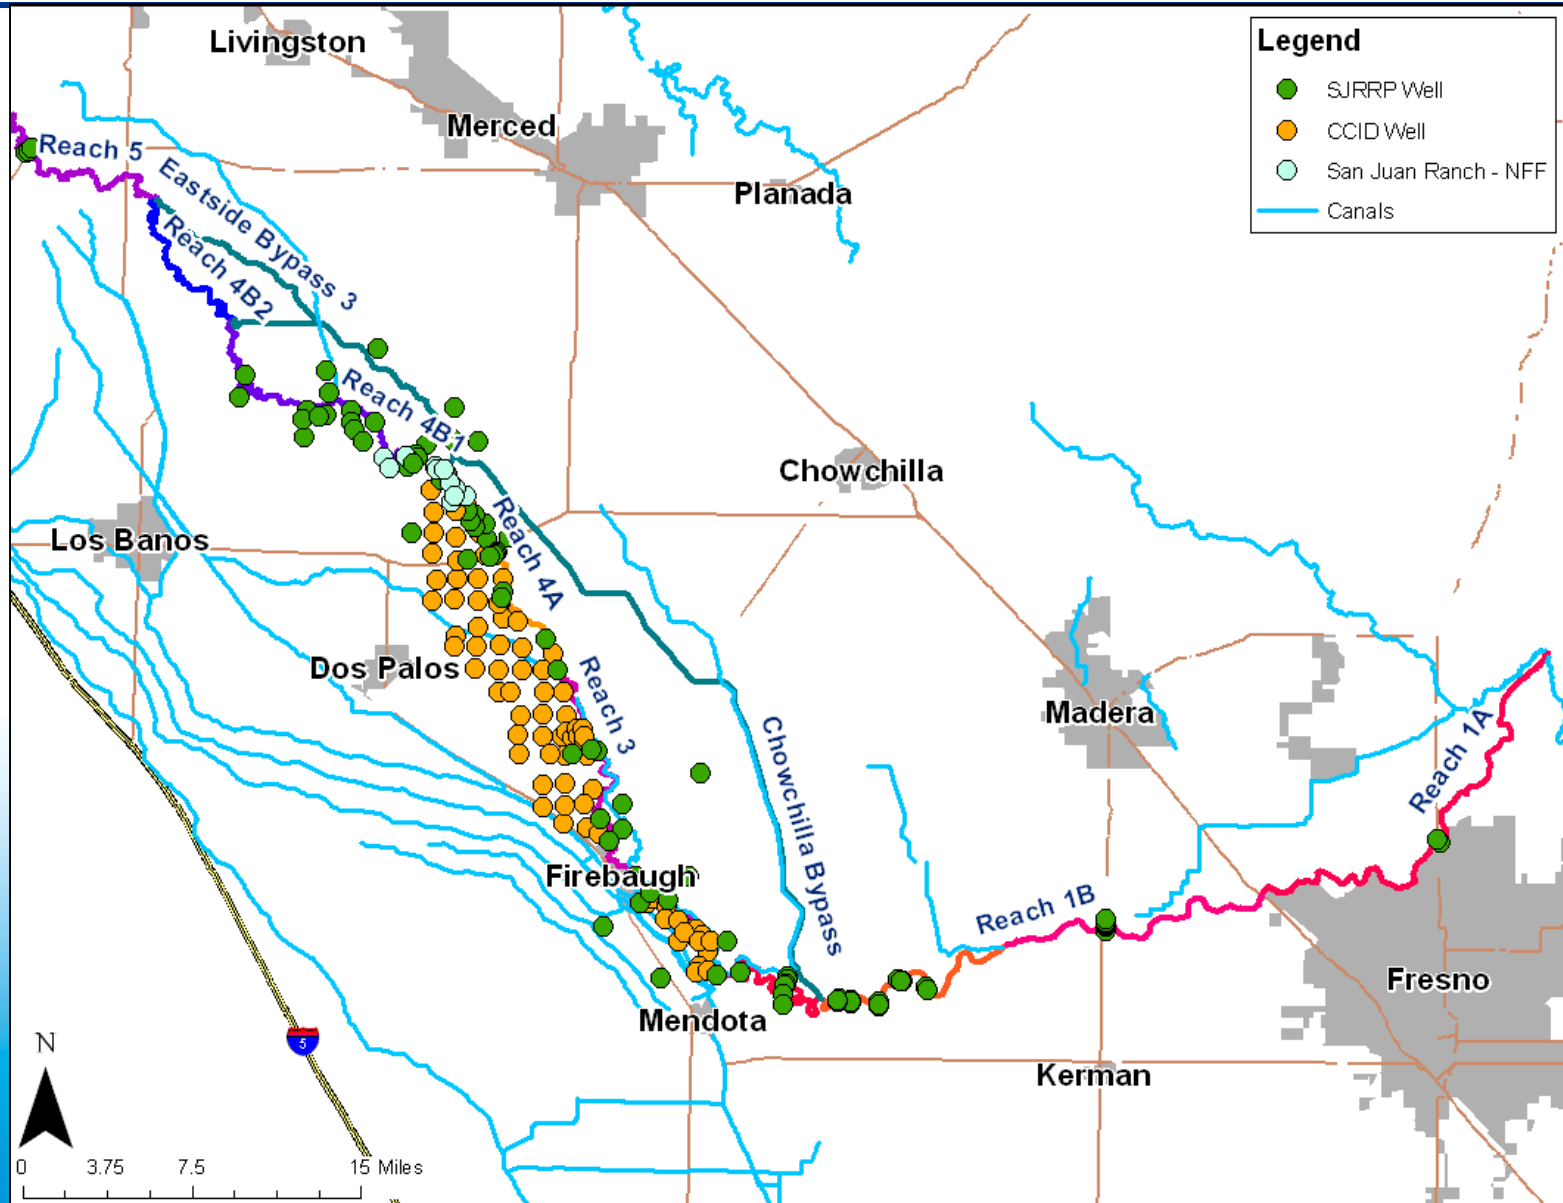 Livingston
Legend
SJRRP Well
CCID Well
San Juan Ranch - NFF
Canals
Merced
Reach 5
Planada
Eastside Bypass 3
Reach 4B2
Reach 4B1
Chowchilla
Los Banos
Reach 4A
Dos Palos
Reach 3
Madera
Chowchilla Bypass
Reach 1A
Firebaugh
Reach 1B
Fresno
Mendota
Kerman
N
5
0 3.75 7.5 15 Miles